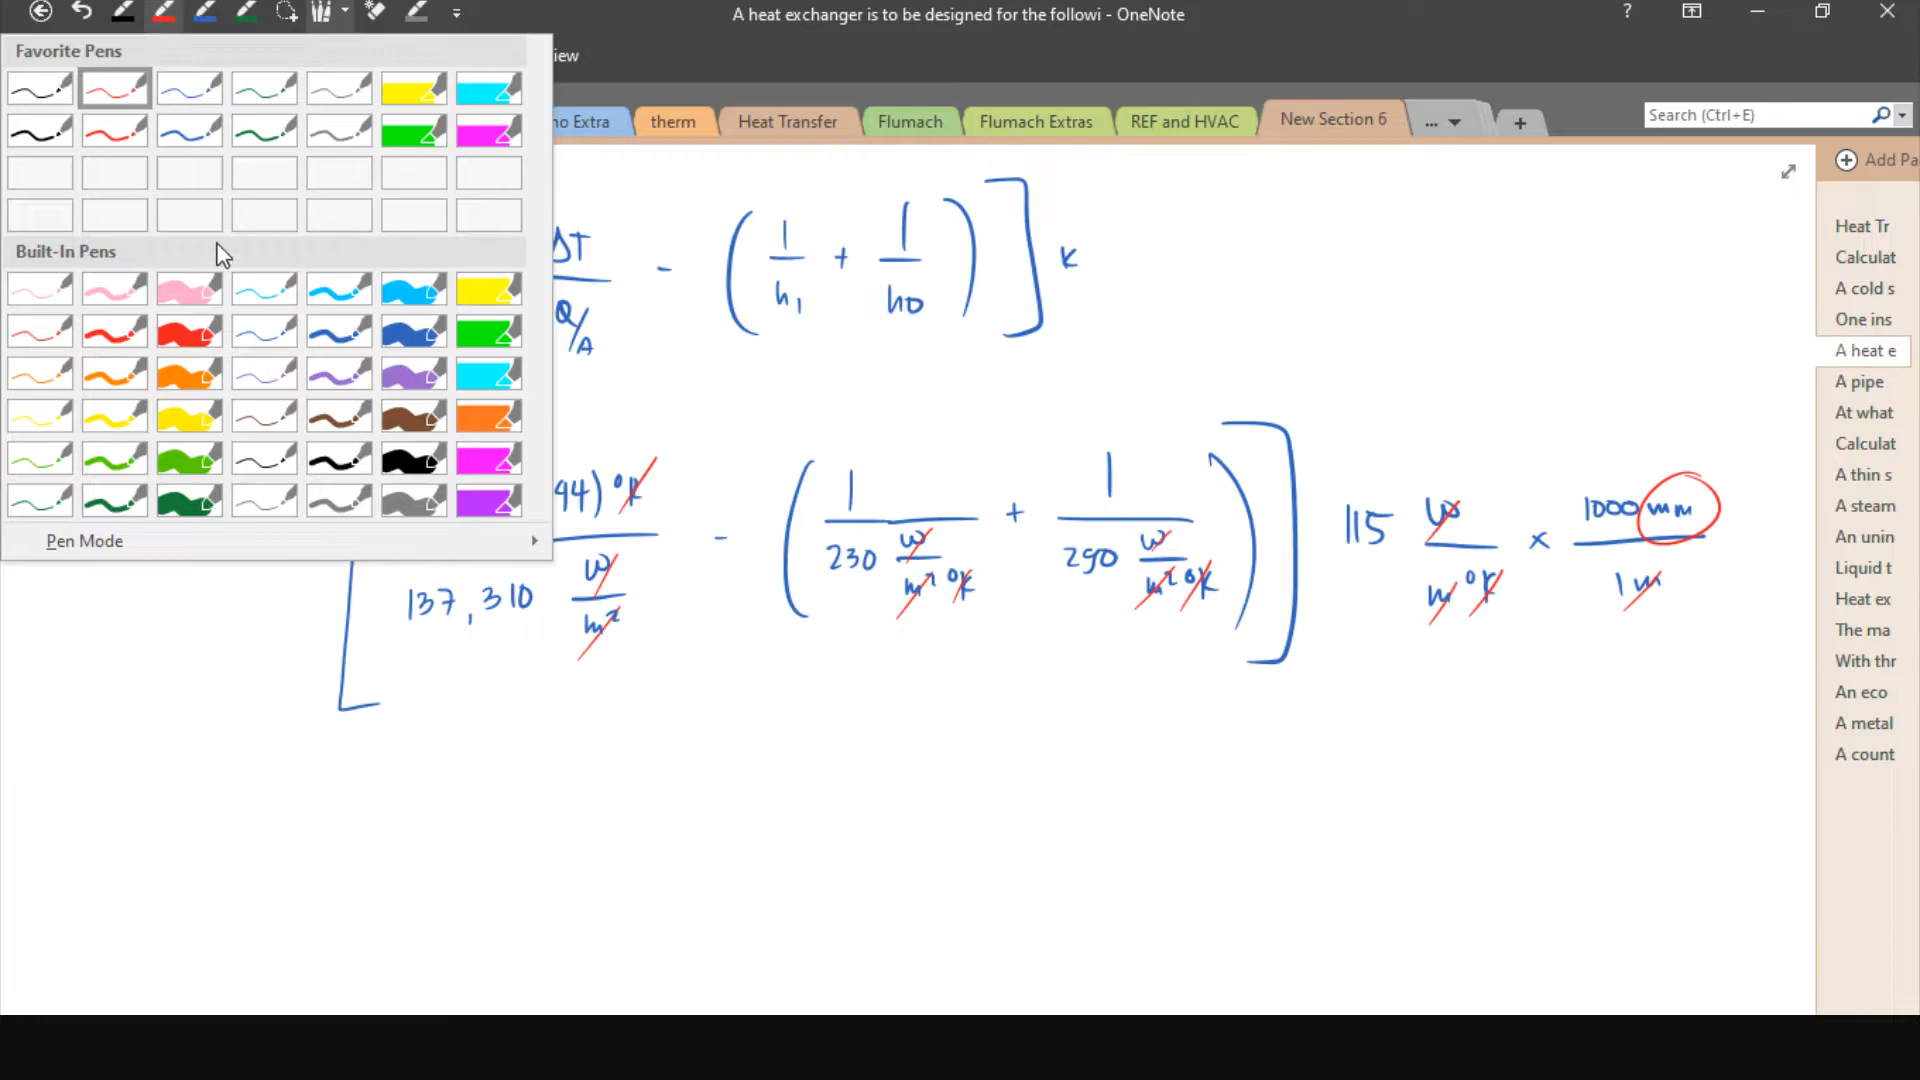 A heat exchanger is to be designed for the followi - OneNote
?
Favorite Pens
iew
no Extra
therm
Heat Transfer
Flumach
Flumach Extras
REF and HVAC
New Section 6
...
Search (Ctrl+E)
Add Pa
Built-In Pens
Pen Mode
ΔT
Q/A
- ( 1/h1 + 1/h0 ) ] k
94) °K
137,310 W/m²
- ( 1 / 230 W/m² °K + 1 / 290 W/m² °K ) ] 115 W/m °K × 1000 mm / 1 m
Heat Tr
Calculat
A cold s
One ins
A heat e
A pipe
At what
Calculat
A thin s
A steam
An unin
Liquid t
Heat ex
The ma
With thr
An eco
A metal
A count